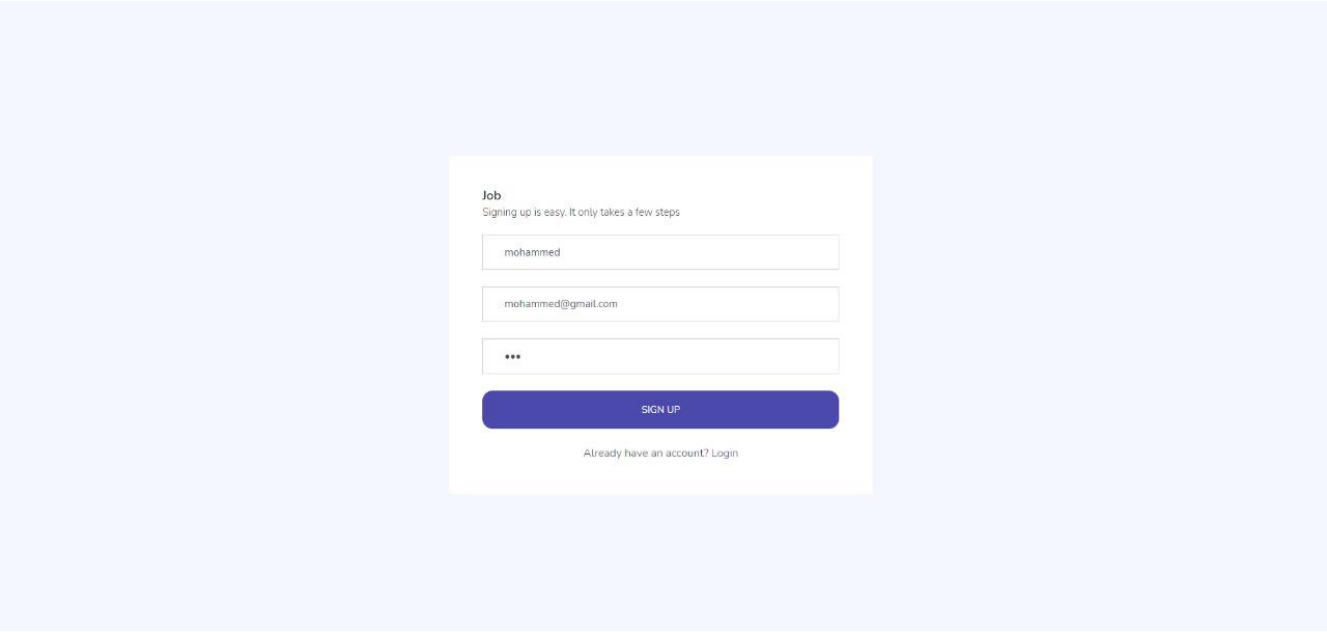 Job
Signing up is easy. It only takes a few steps
mohammed
mohammed@gmail.com
•••
SIGN UP
Already have an account? Login